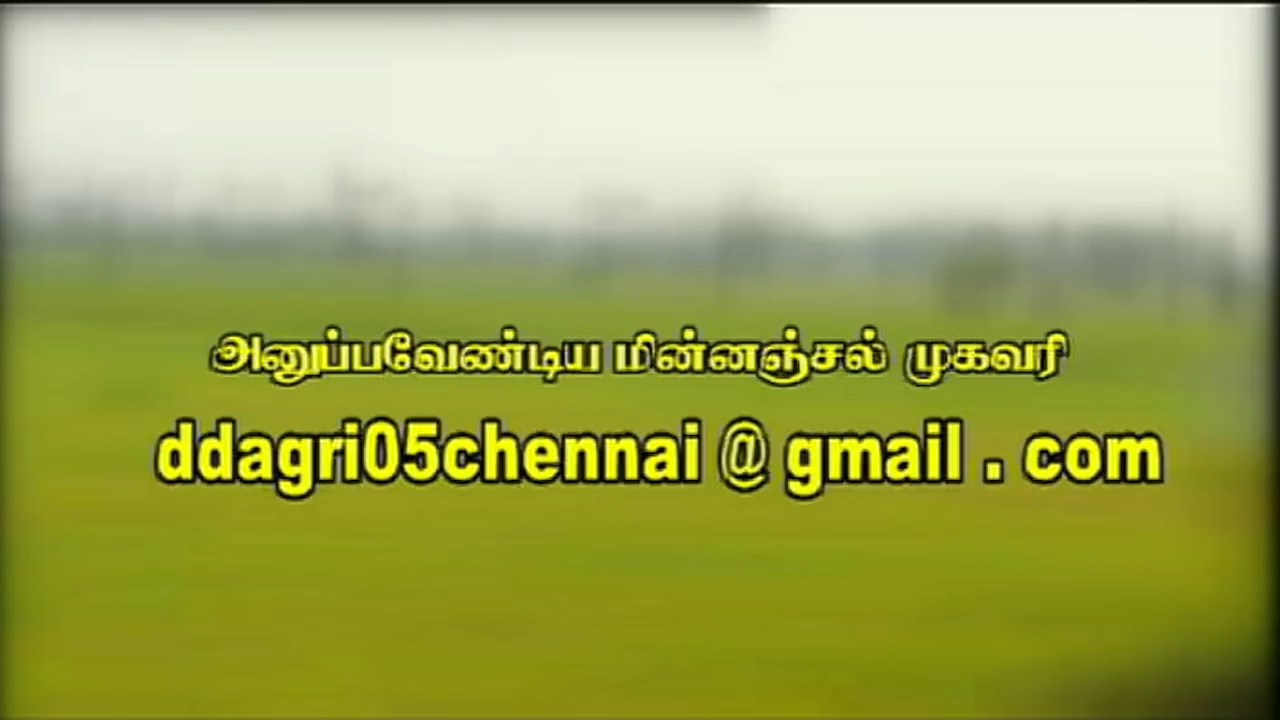 அனுப்பவேண்டிய மின்னஞ்சல் முகவரி
ddagri05chennai @ gmail . com